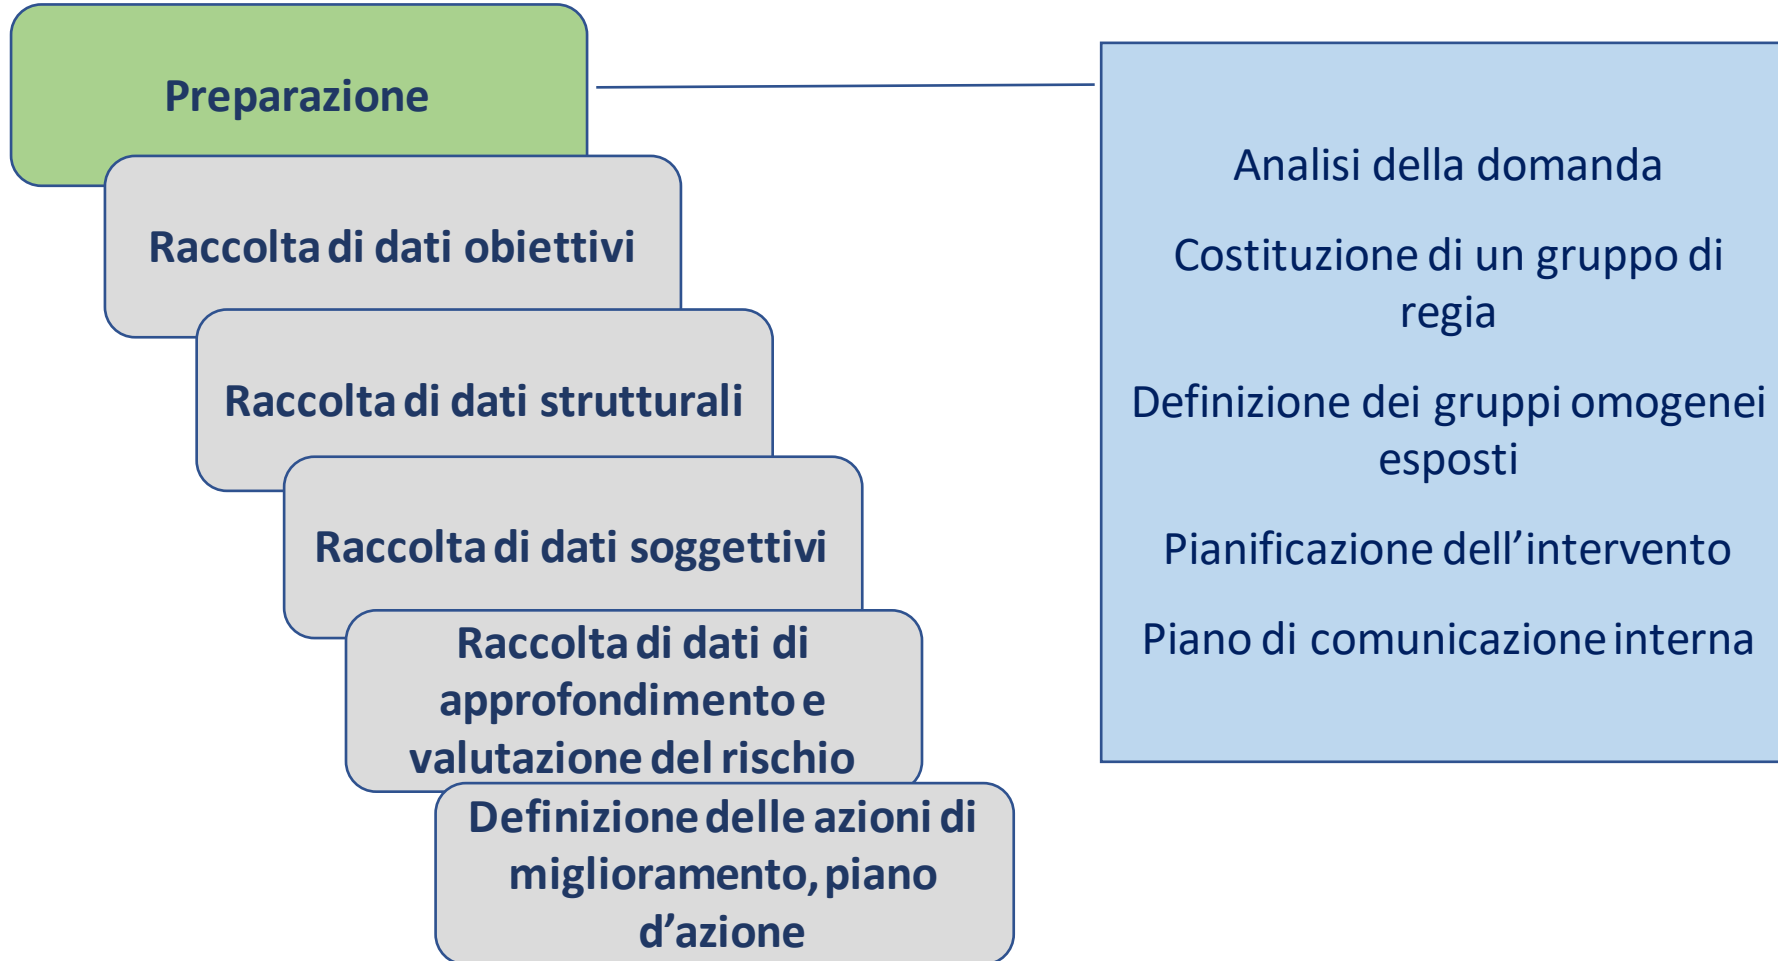 Preparazione
Raccolta di dati obiettivi
Raccolta di dati strutturali
Raccolta di dati soggettivi
Raccolta di dati di
approfondimento e
valutazione del rischio
Definizione delle azioni di
miglioramento, piano
d’azione
Analisi della domanda
Costituzione di un gruppo di
regia
Definizione dei gruppi omogenei
esposti
Pianificazione dell’intervento
Piano di comunicazione interna